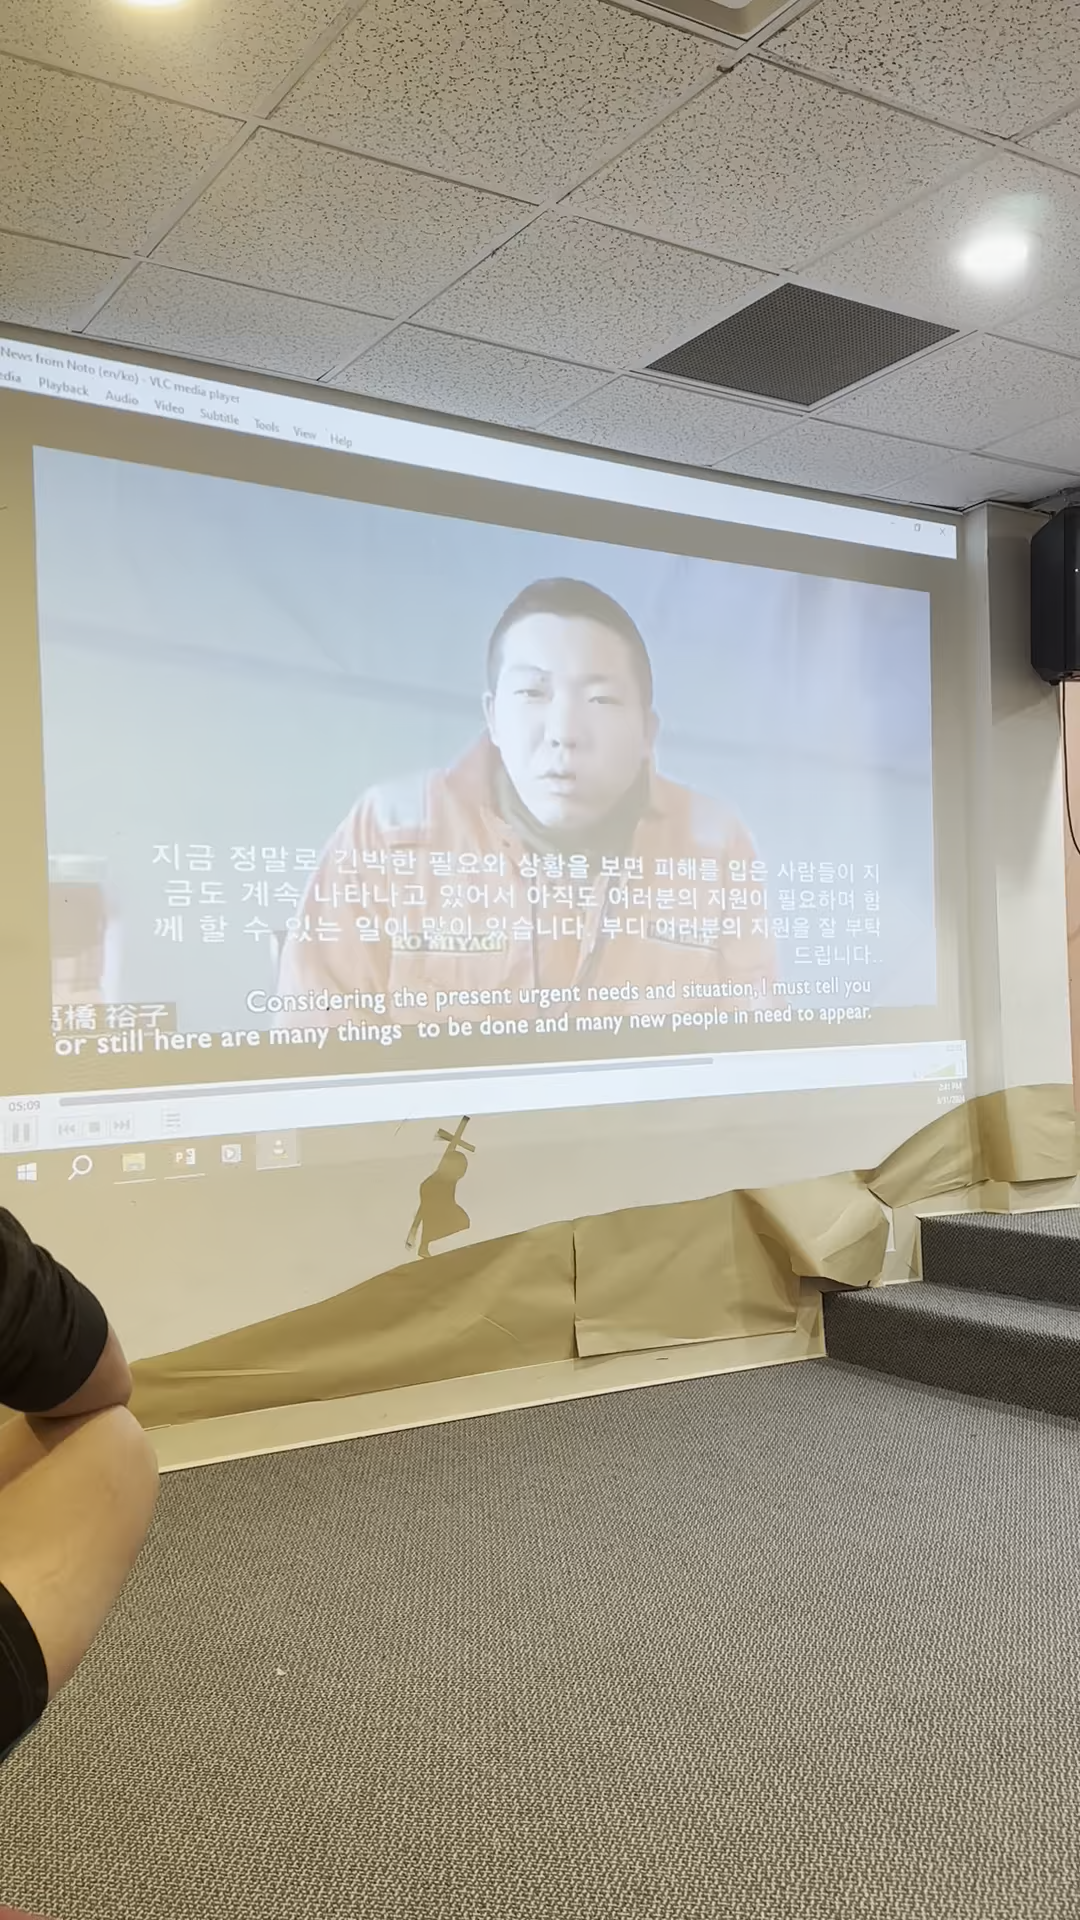 News from Noto (en/ko) - VLC media player
edia Playback Audio Video Subtitle Tools View Help
지금 정말로 긴박한 필요와 상황을 보면 피해를 입은 사람들이 지
금도 계속 나타나고 있어서 아직도 여러분의 지원이 필요하며 함
께 할 수 있는 일이 많이 있습니다. 부디 여러분의 지원을 잘 부탁
드립니다..
RO MIYAGI
Considering the present urgent needs and situation, I must tell you
高橋 裕子
or still here are many things to be done and many new people in need to appear.
05:09
2:41 PM